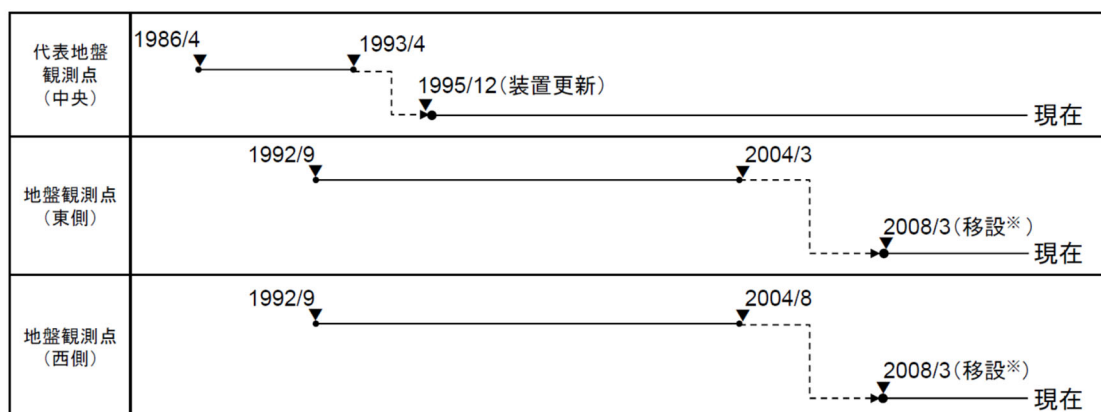 代表地盤
観測点
(中央)
1986/4
1993/4
1995/12(装置更新)
現在
地盤観測点
(東側)
1992/9
2004/3
2008/3(移設※)
現在
地盤観測点
(西側)
1992/9
2004/8
2008/3(移設※)
現在